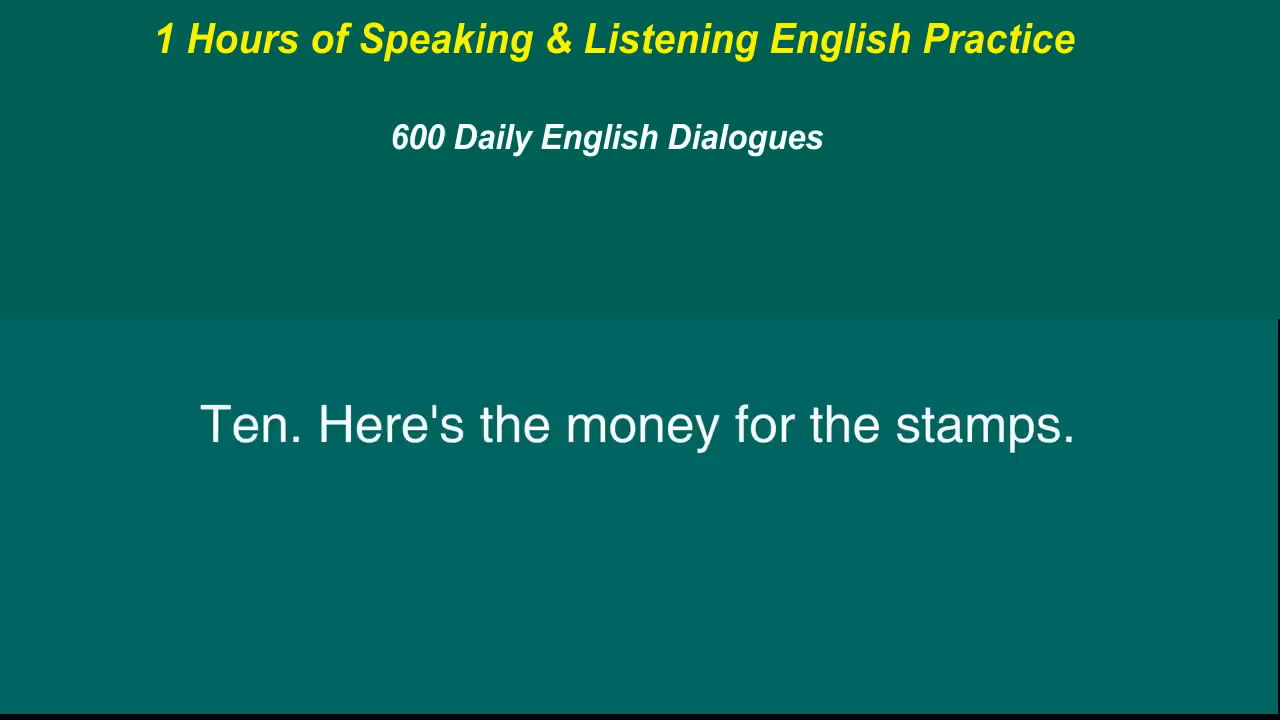 1 Hours of Speaking & Listening English Practice
600 Daily English Dialogues
Ten. Here's the money for the stamps.